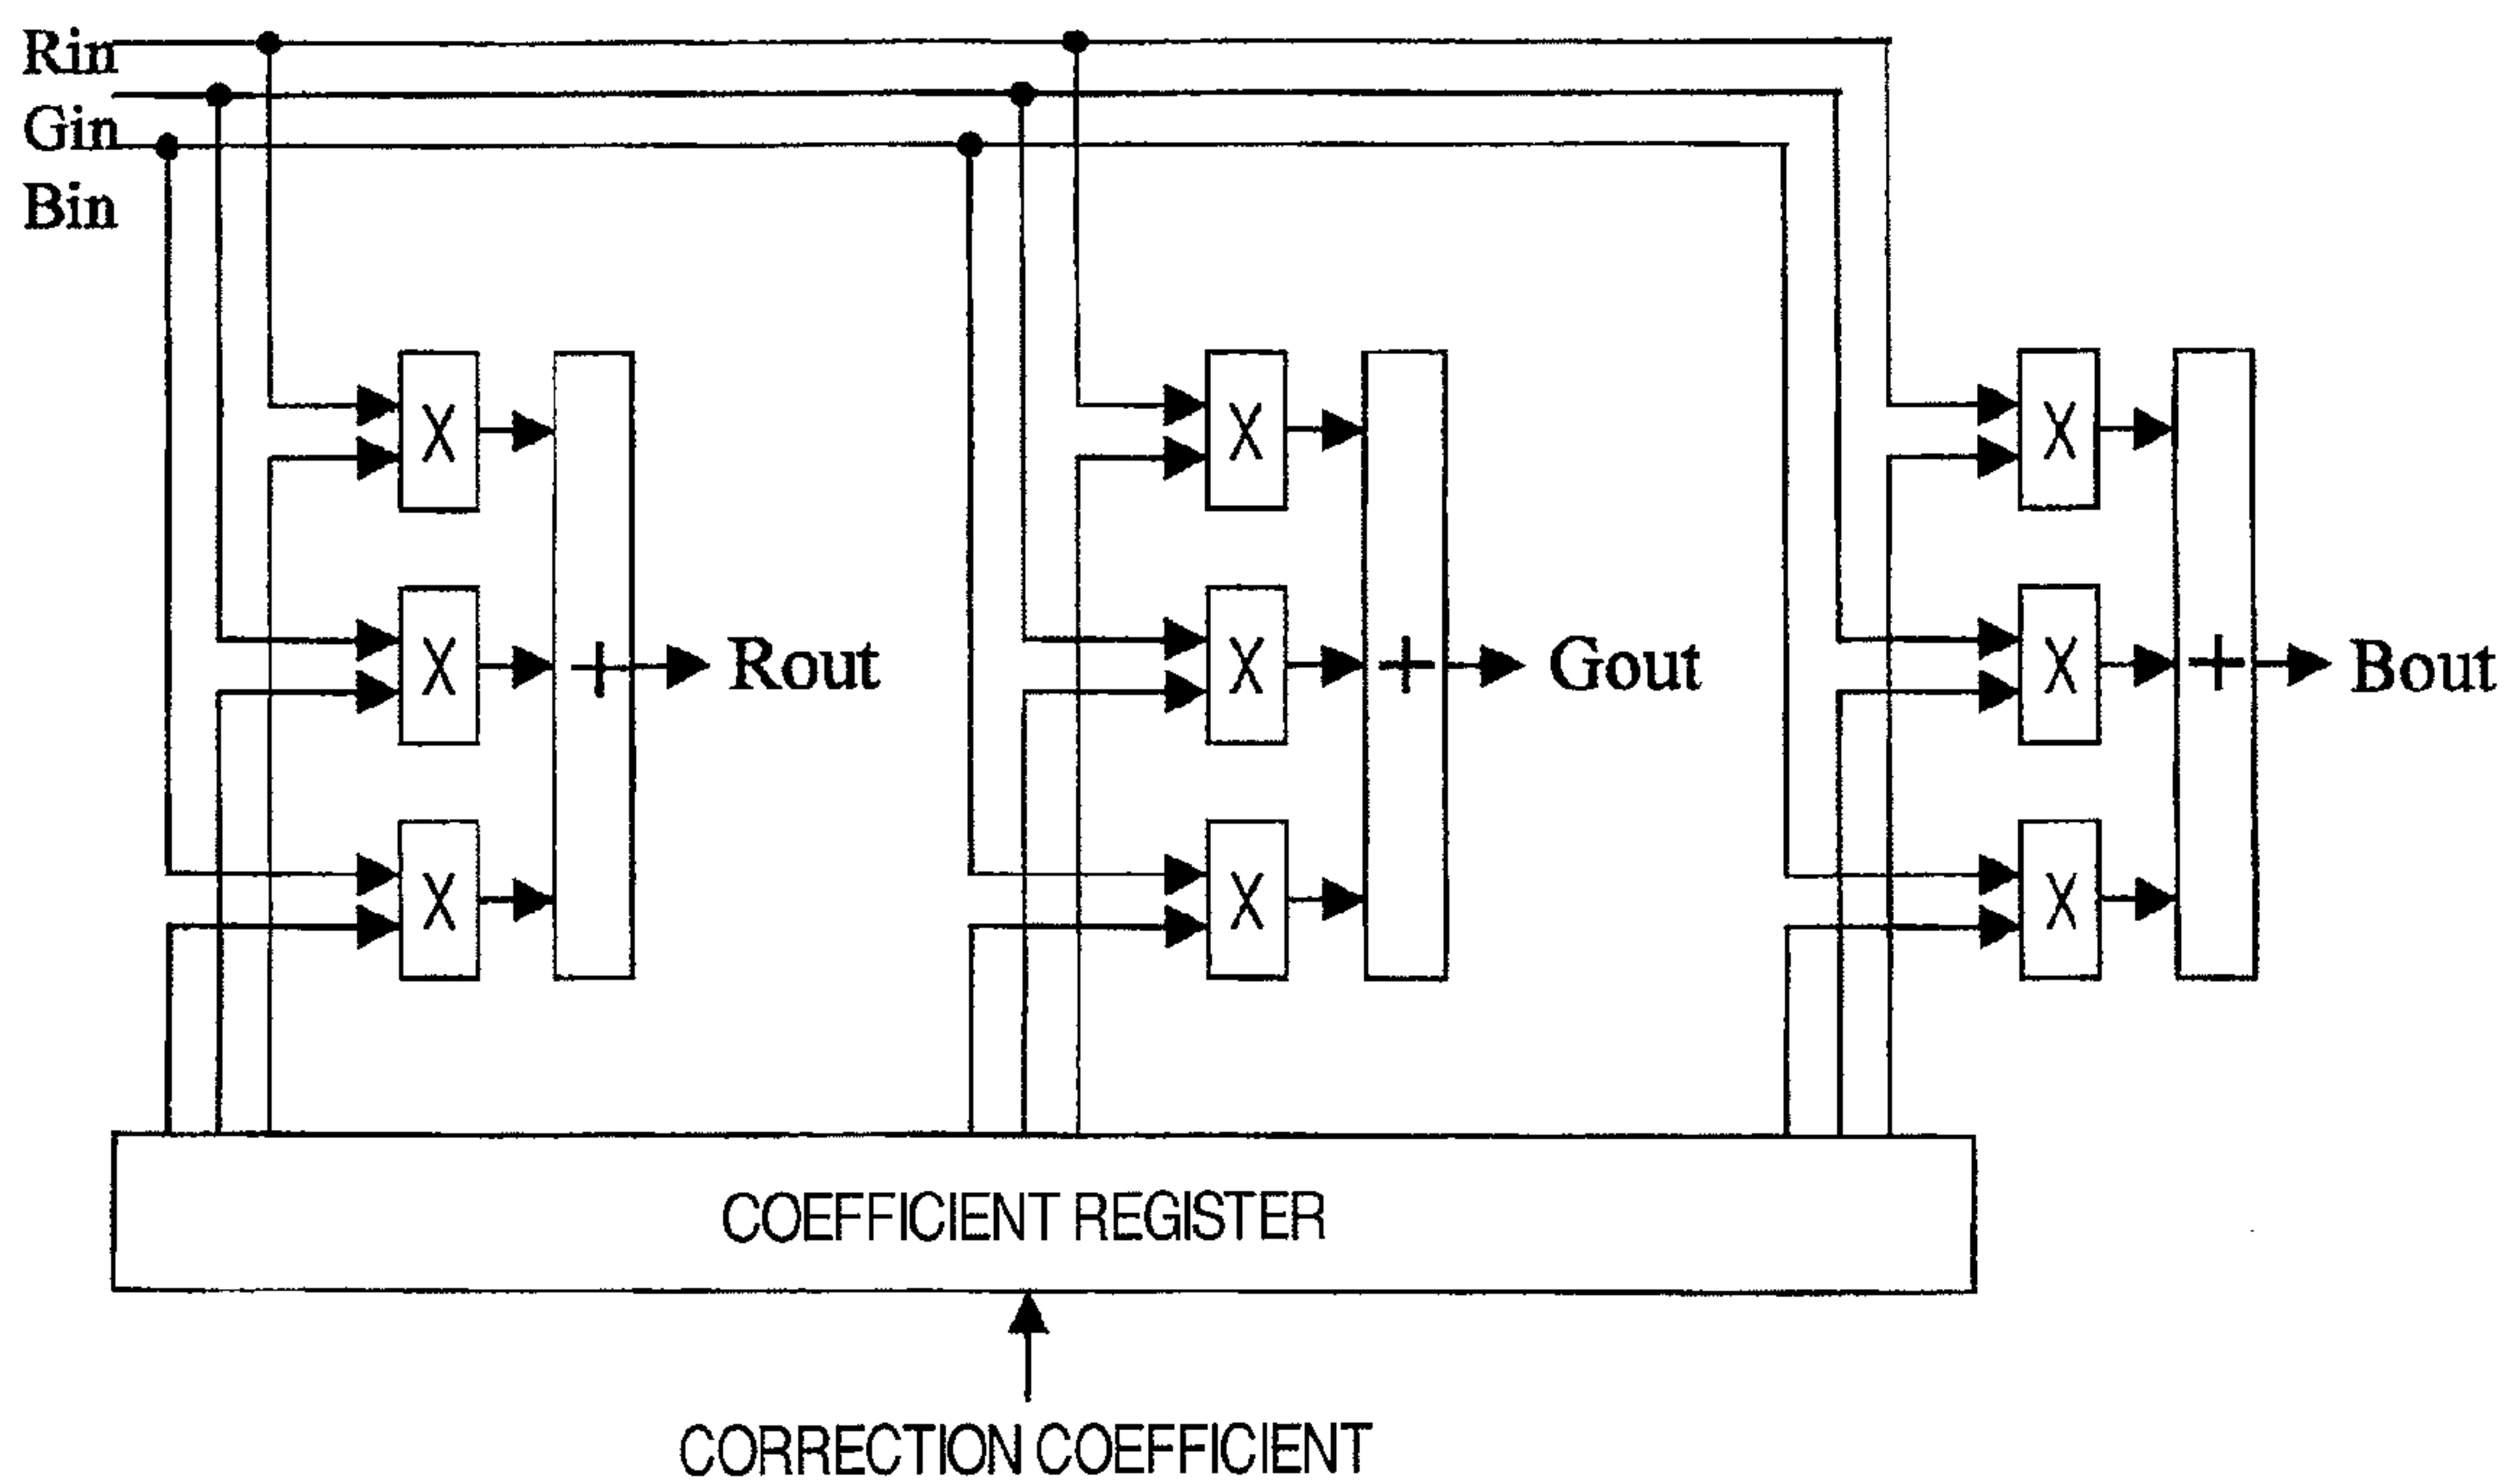 Rin
Gin
Bin
X
X
X
X
X
X
+ Rout
X
+ Gout
X
+ Bout
X
X
X
COEFFICIENT REGISTER
CORRECTION COEFFICIENT